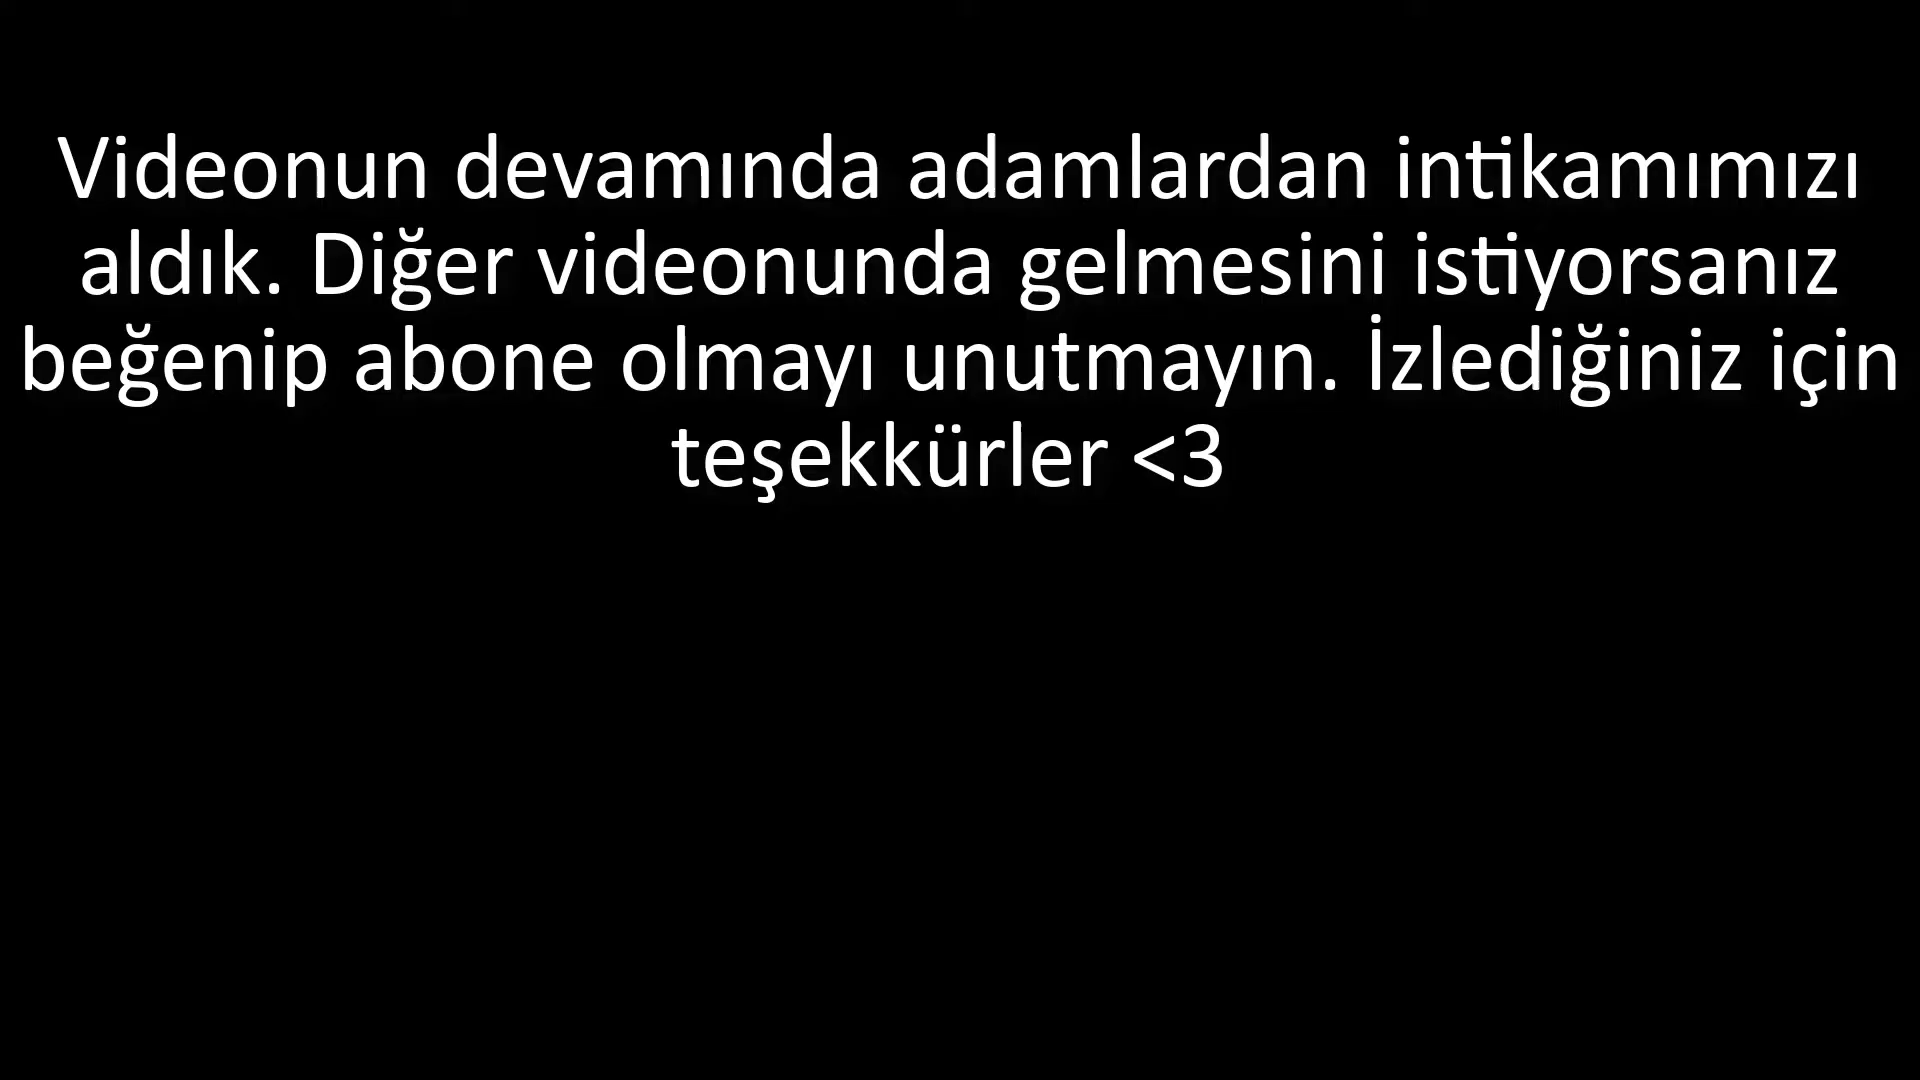 Videonun devamında adamlardan intikamımızı
aldık. Diğer videonunda gelmesini istiyorsanız
beğenip abone olmayı unutmayın. İzlediğiniz için
teşekkürler <3